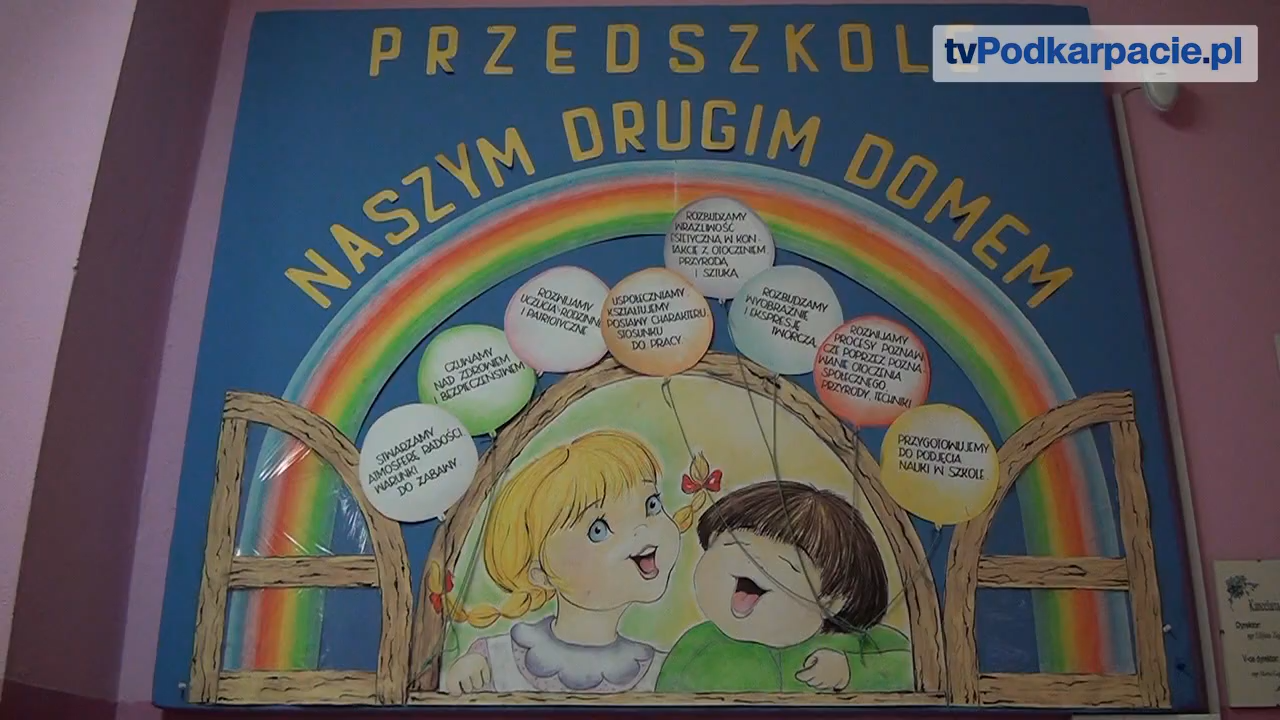 tvPodkarpacie.pl
PRZEDSZKOLE
NASZYM DRUGIM DOMEM
STWARZAMY
ATMOSFERĘ RADOŚCI
WARUNKI
DO ZABAWY
CZUWAMY
NAD ZDROWIEM
I BEZPIECZEŃSTWEM
ROZWIJAMY
UCZUCIA RODZINNE
I PATRIOTYCZNE
USPOŁECZNIAMY -
KSZTAŁTUJEMY
POSTAWY CHARAKTERU,
STOSUNKU
DO PRACY
ROZBUDZAMY
WRAŻLIWOŚĆ
ESTETYCZNĄ W KON -
TAKCIE Z OTOCZENIEM
PRZYRODĄ
I SZTUKĄ
ROZBUDZAMY
WYOBRAŹNIĘ
I EKSPRESJĘ
TWÓRCZĄ
ROZWIJAMY
PROCESY POZNAW
CZE POPRZEZ POZNA -
WANIE OTOCZENIA
SPOŁECZNEGO,
PRZYRODY, TECHNIKI
PRZYGOTOWUJEMY
DO PODJĘCIA
NAUKI W SZKOLE
Dyrektor